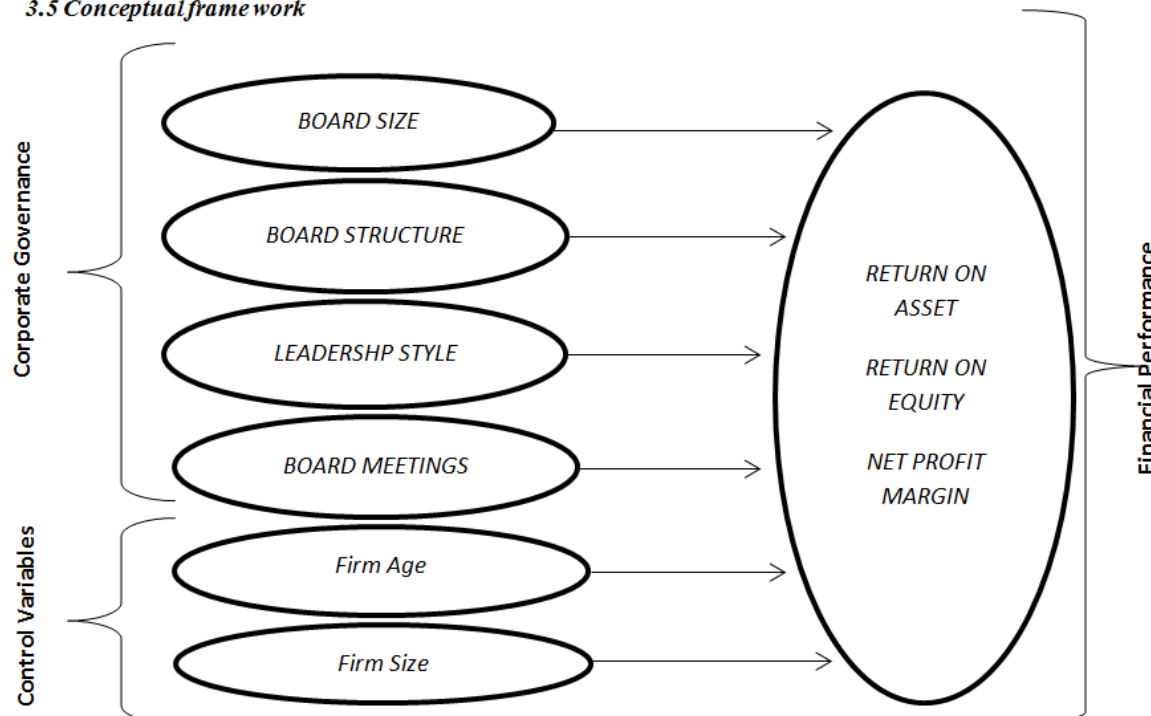 3.5 Conceptual frame work
Corporate Governance
BOARD SIZE
BOARD STRUCTURE
LEADERSHP STYLE
BOARD MEETINGS
Control Variables
Firm Age
Firm Size
RETURN ON
ASSET
RETURN ON
EQUITY
NET PROFIT
MARGIN
Financial Performance